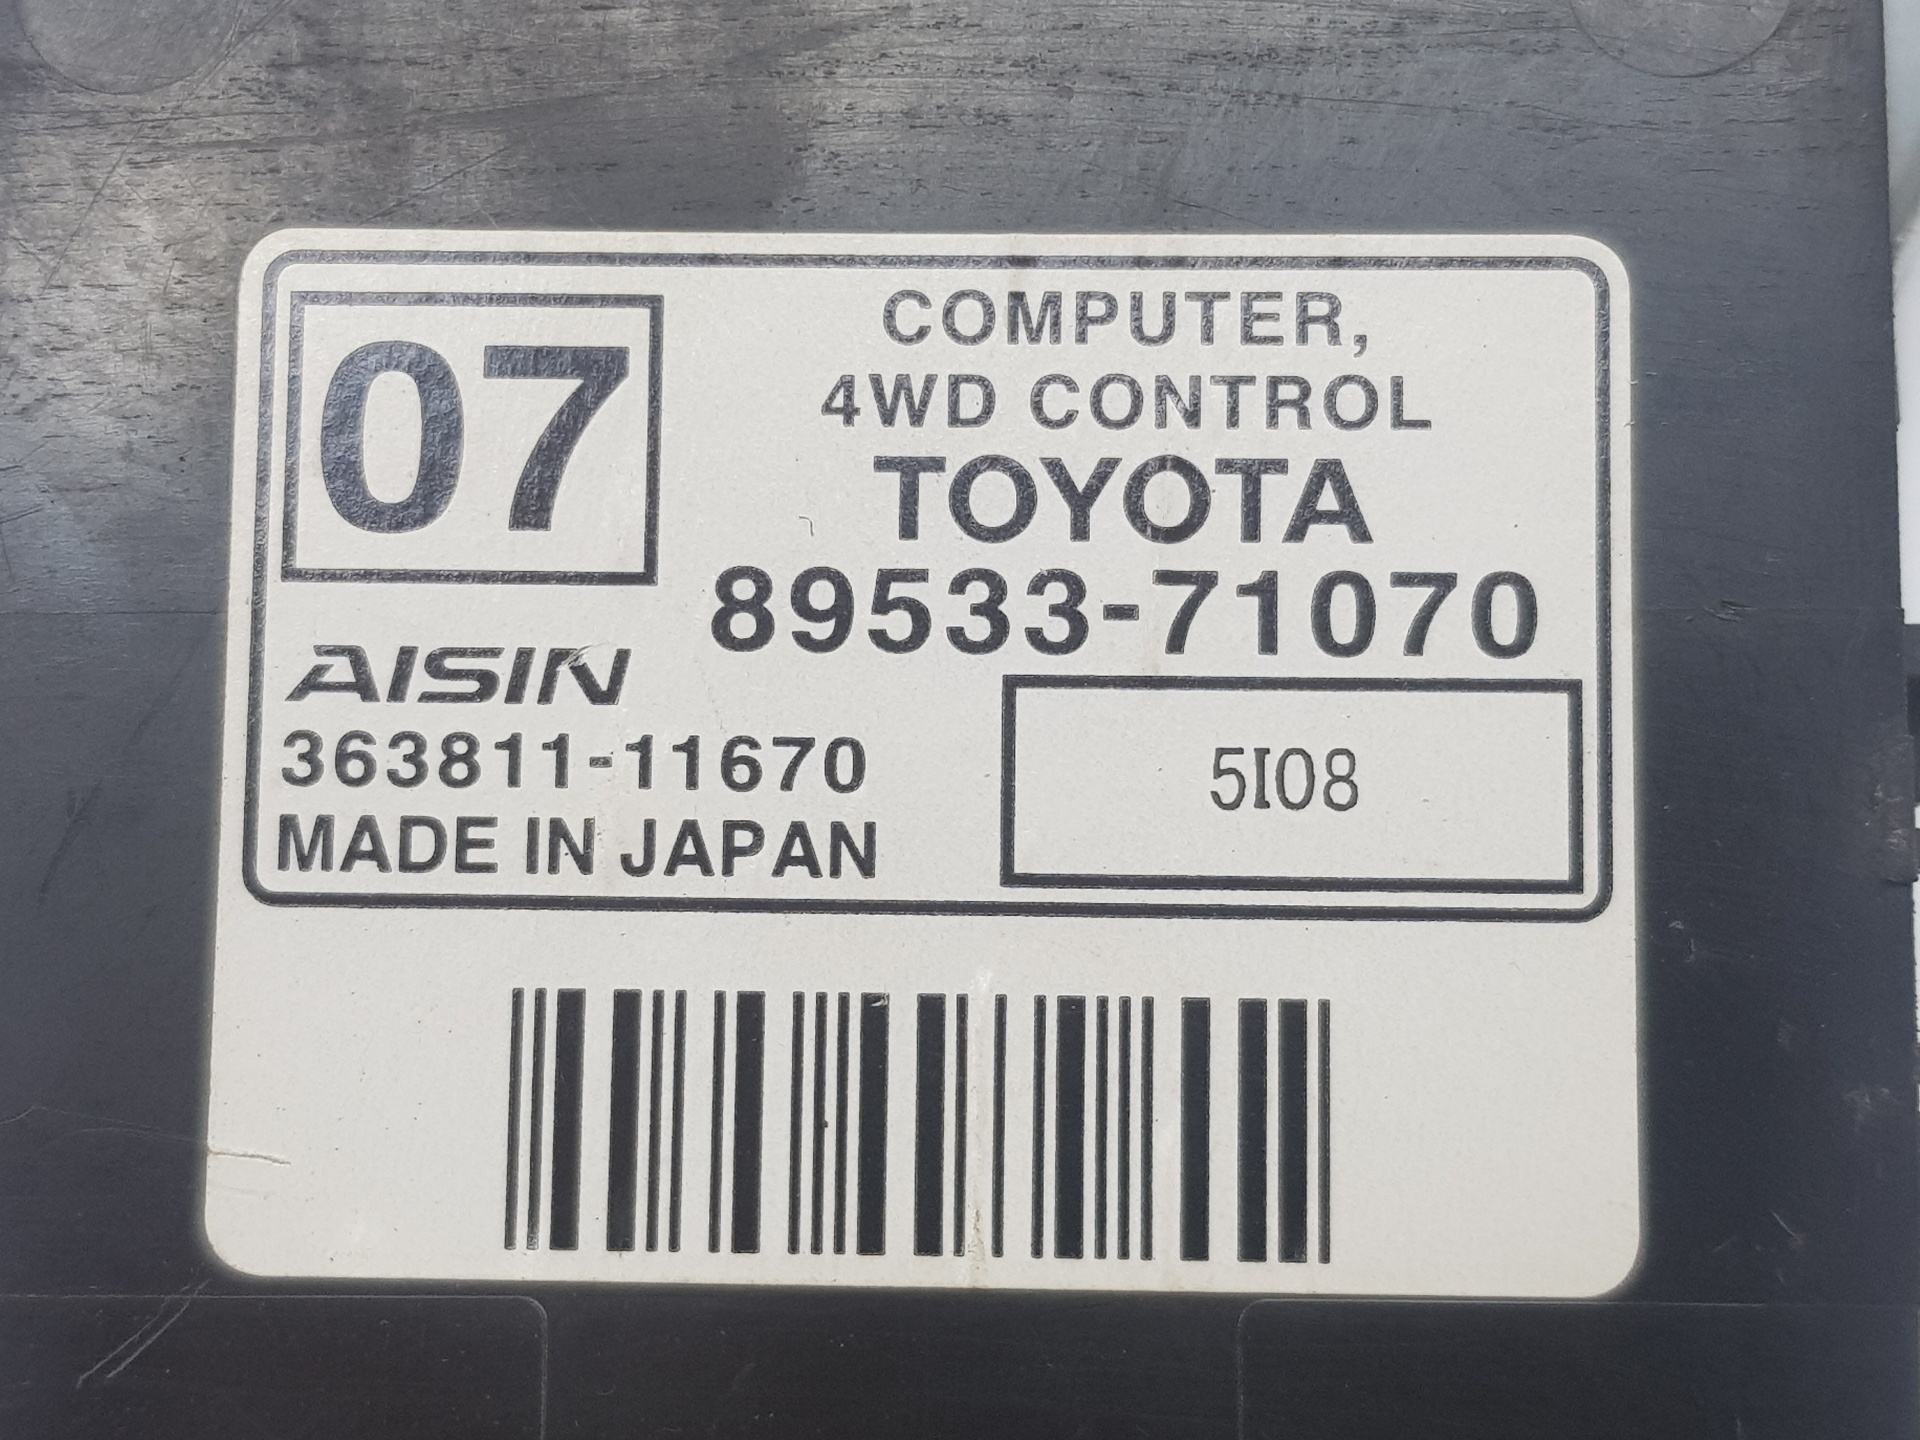 07
COMPUTER,
4WD CONTROL
TOYOTA
89533-71070
AISIN
363811-11670
MADE IN JAPAN
5I08